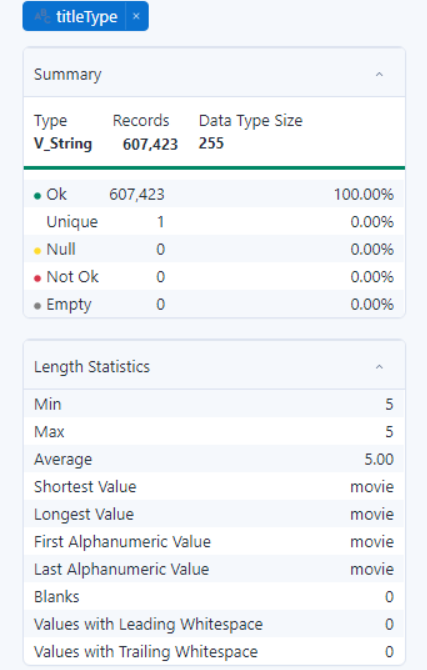 ABC titleType ×
Summary
Type Records Data Type Size
V_String 607,423 255
Ok 607,423 100.00%
Unique 1 0.00%
Null 0 0.00%
Not Ok 0 0.00%
Empty 0 0.00%
Length Statistics
Min 5
Max 5
Average 5.00
Shortest Value movie
Longest Value movie
First Alphanumeric Value movie
Last Alphanumeric Value movie
Blanks 0
Values with Leading Whitespace 0
Values with Trailing Whitespace 0